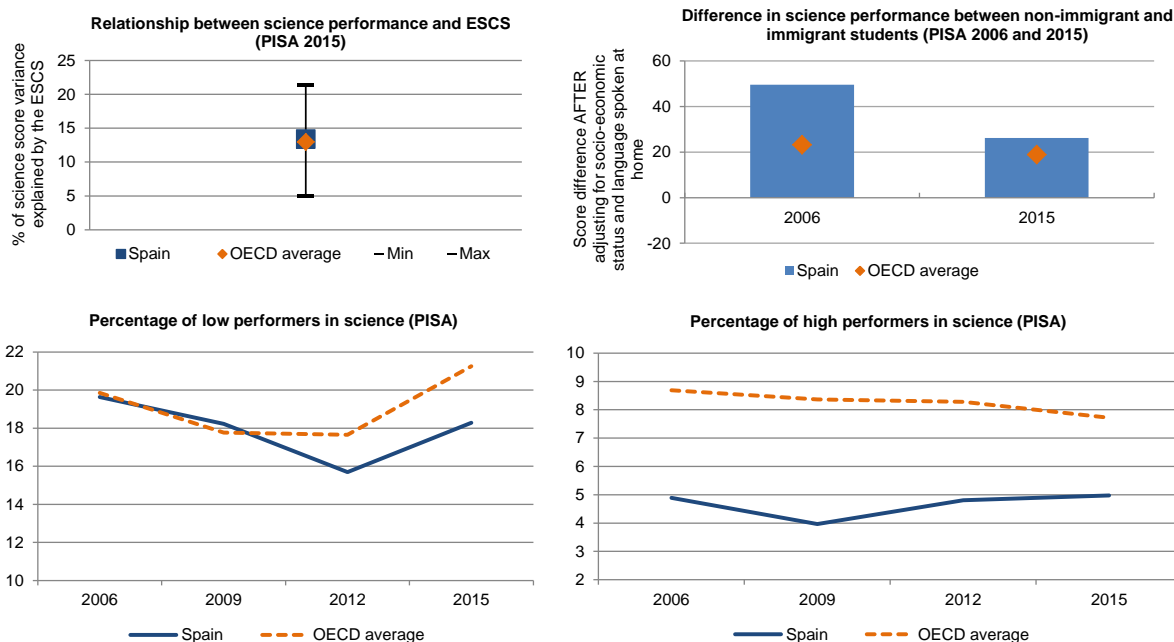 Relationship between science performance and ESCS
(PISA 2015)
% of science score variance
explained by the ESCS
25
20
15
10
5
0
Spain OECD average Min Max
Difference in science performance between non-immigrant and
immigrant students (PISA 2006 and 2015)
Score difference AFTER
adjusting for socio-economic
status and language spoken at
home
60
40
20
0
-20
2006 2015
Spain OECD average
Percentage of low performers in science (PISA)
22
20
18
16
14
12
10
2006 2009 2012 2015
Spain OECD average
Percentage of high performers in science (PISA)
10
9
8
7
6
5
4
3
2
2006 2009 2012 2015
Spain OECD average